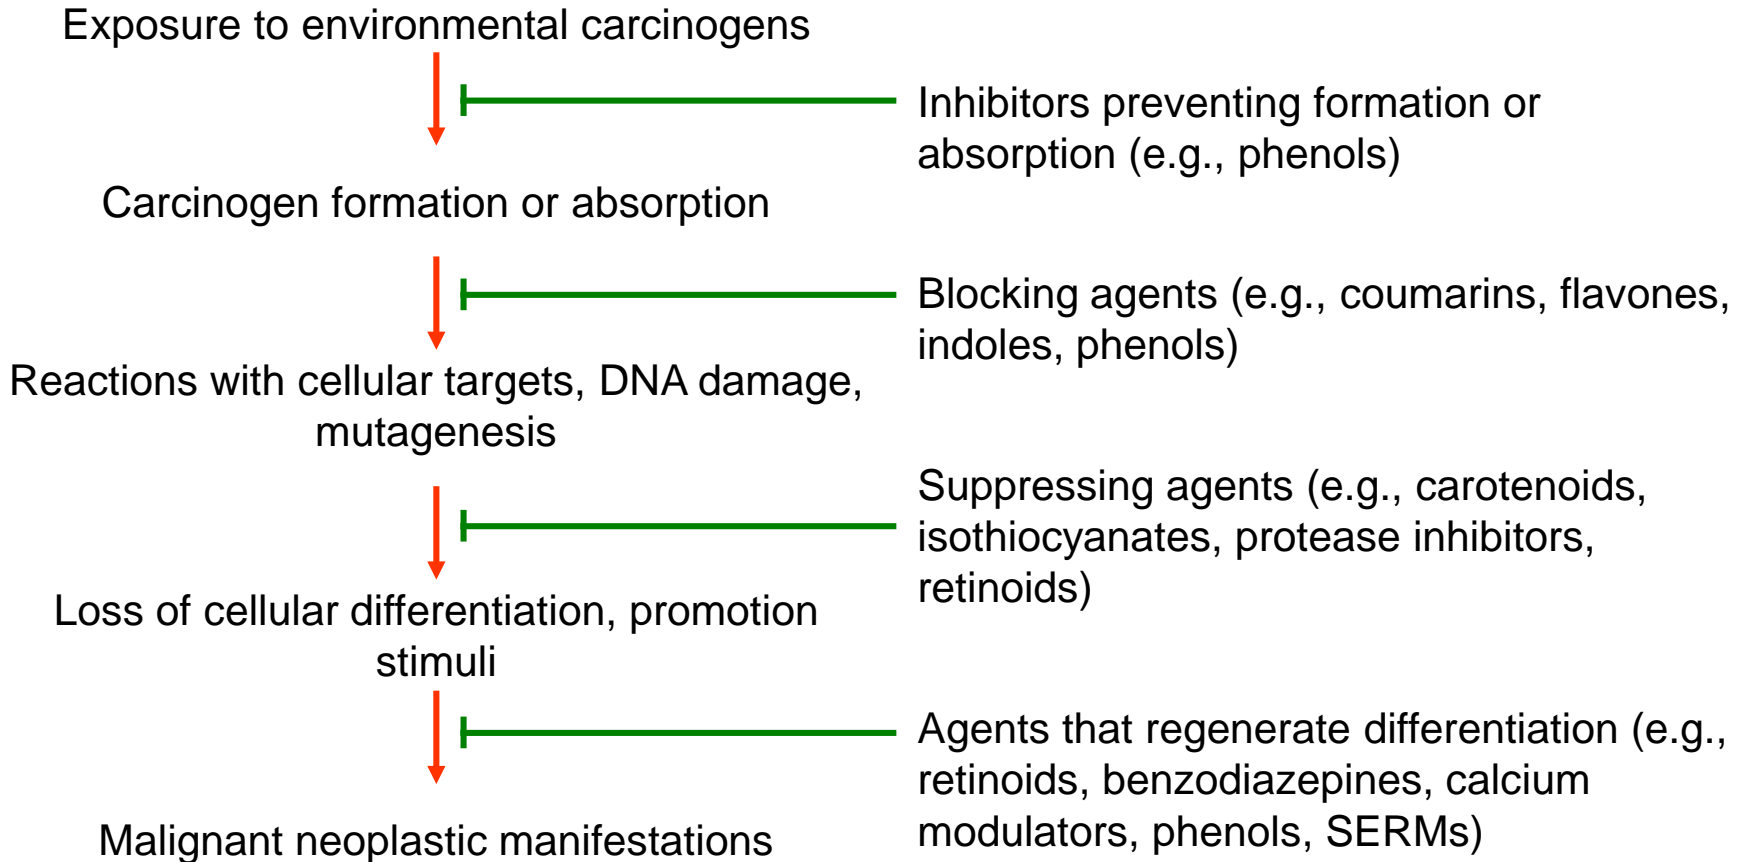 Exposure to environmental carcinogens
Inhibitors preventing formation or
absorption (e.g., phenols)
Carcinogen formation or absorption
Blocking agents (e.g., coumarins, flavones,
indoles, phenols)
Reactions with cellular targets, DNA damage,
mutagenesis
Suppressing agents (e.g., carotenoids,
isothiocyanates, protease inhibitors,
retinoids)
Loss of cellular differentiation, promotion
stimuli
Agents that regenerate differentiation (e.g.,
retinoids, benzodiazepines, calcium
modulators, phenols, SERMs)
Malignant neoplastic manifestations